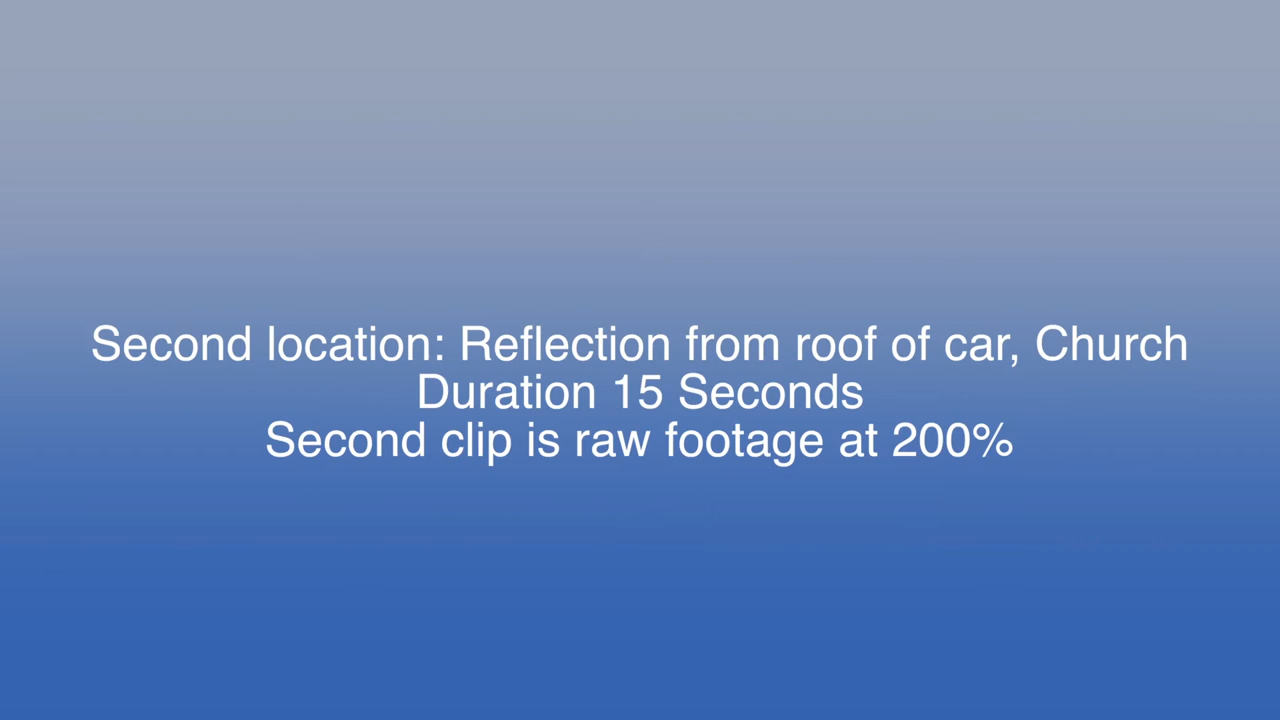 Second location: Reflection from roof of car, Church
Duration 15 Seconds
Second clip is raw footage at 200%